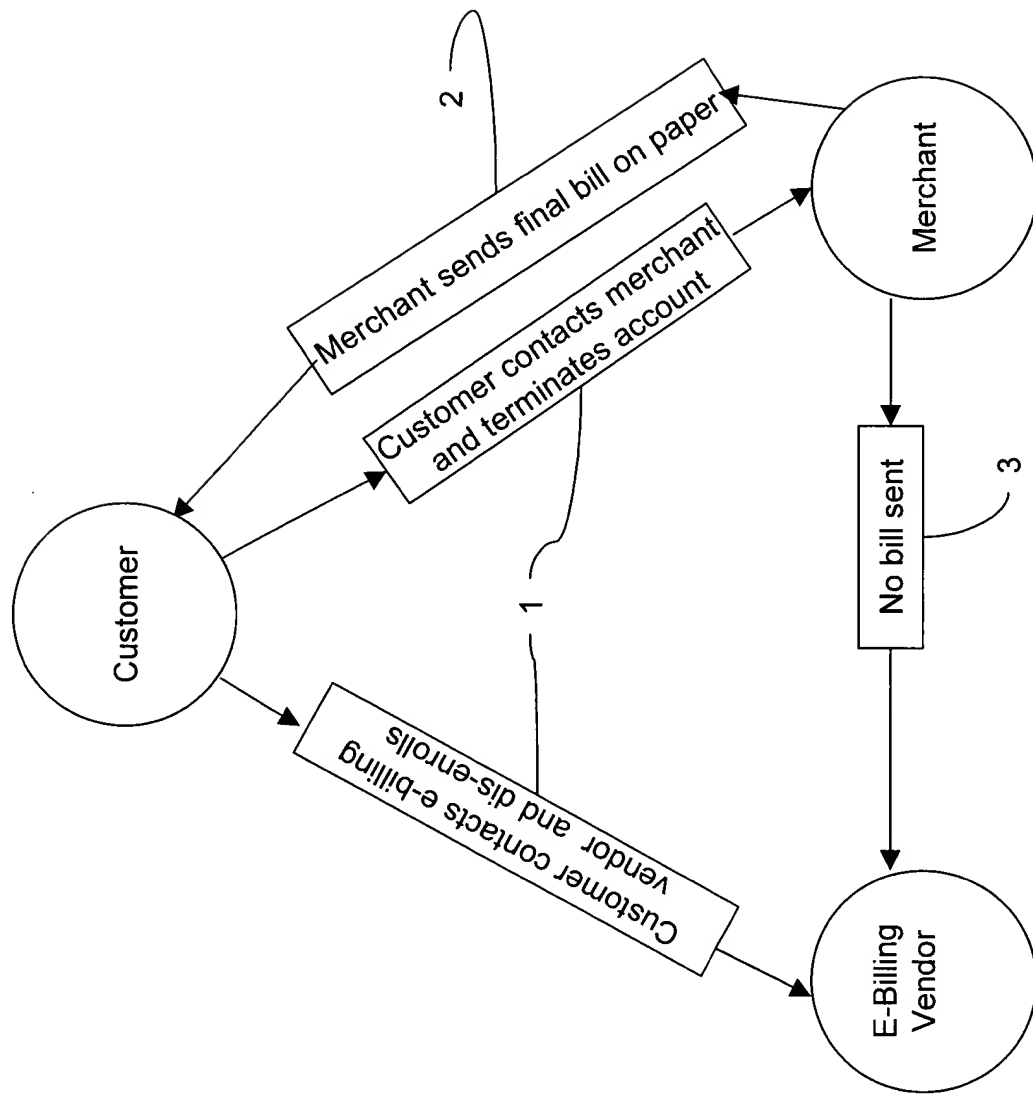 Customer
2
Merchant sends final bill on paper
Customer contacts merchant
and terminates account
1
Customer contacts e-billing
vendor and dis-enrolls
Merchant
No bill sent
3
E-Billing
Vendor